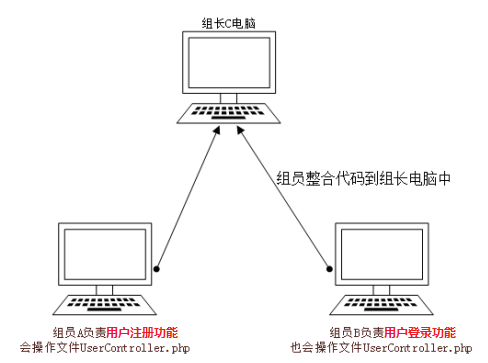 组长C电脑
组员整合代码到组长电脑中
组员A负责用户注册功能
会操作文件UserController.php
组员B负责用户登录功能
也会操作文件UserController.php